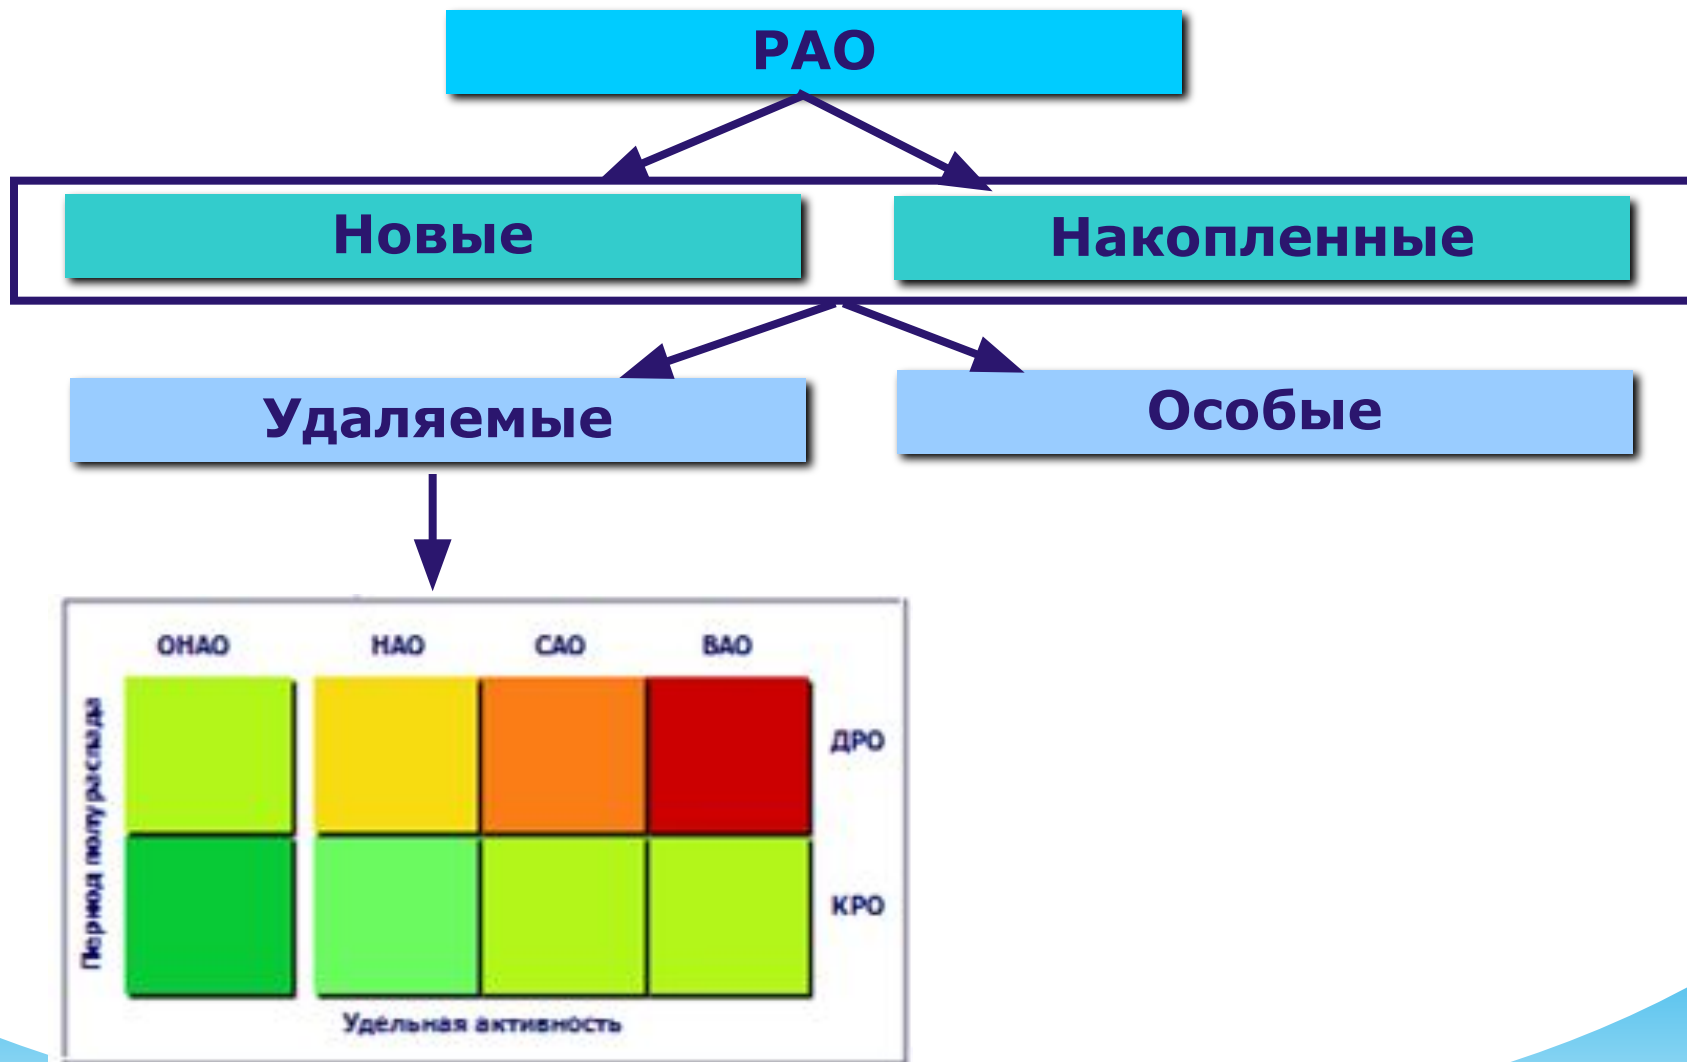 РАО
Новые
Накопленные
Удаляемые
Особые
ОНАО
НАО
САО
ВАО
Период полураспада
ДРО
КРО
Удельная активность